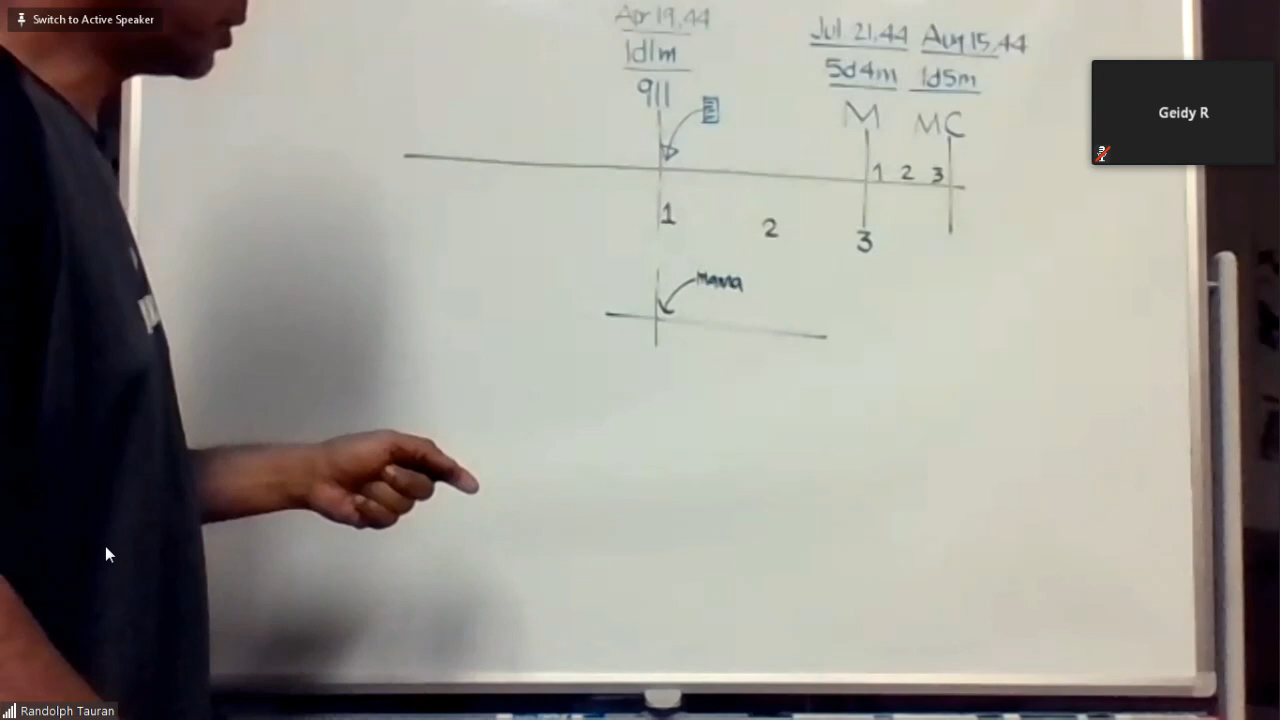 Switch to Active Speaker
Apr 19,44
1d1m
911
Jul 21,44 Aug 15,44
5d4m 1d5m
M MC
1 2 3
1 2 3
Mama
Geidy R
Randolph Tauran